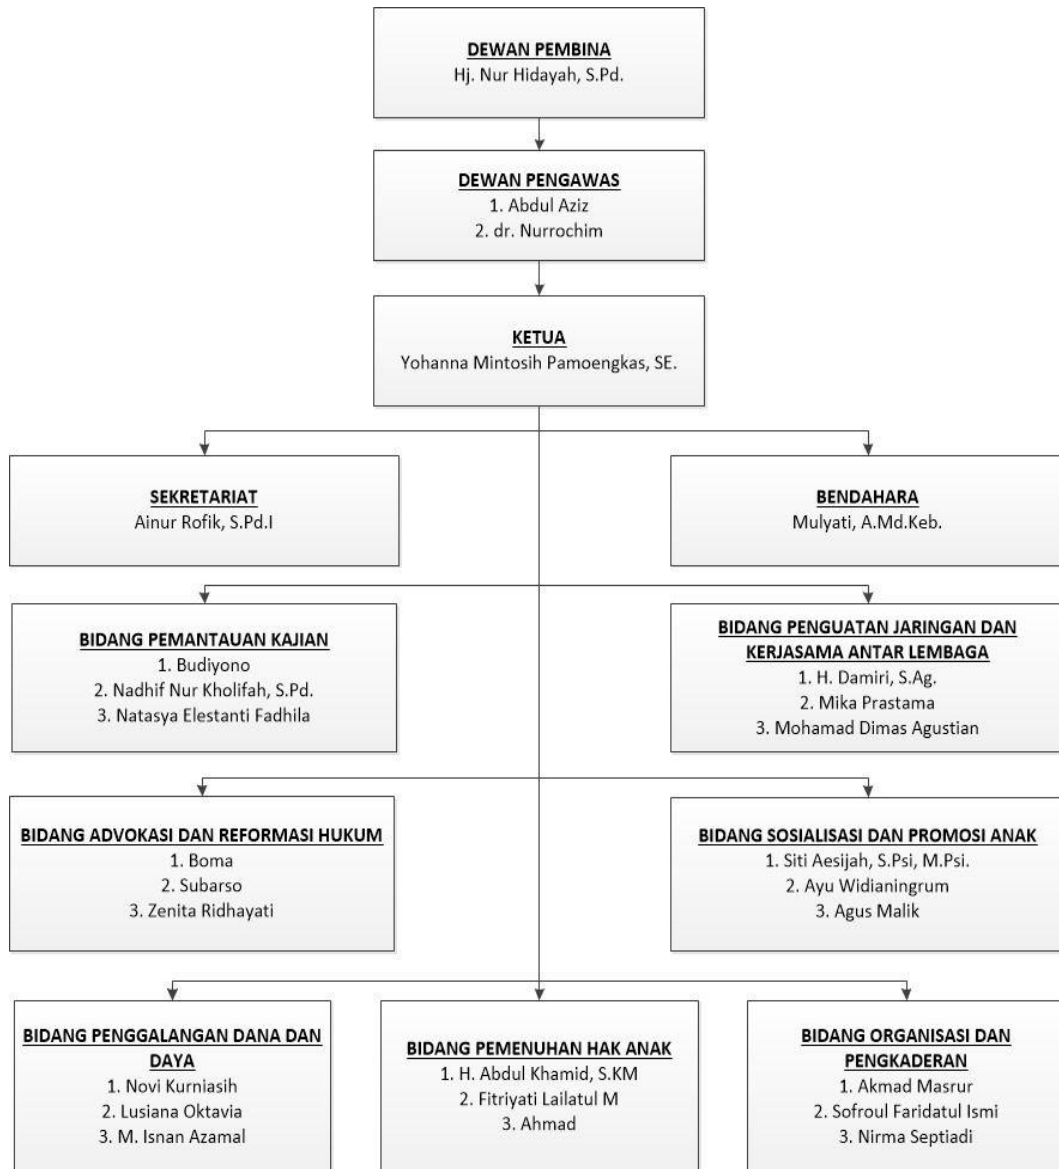 DEWAN PEMBINA
Hj. Nur Hidayah, S.Pd.
DEWAN PENGAWAS
1. Abdul Aziz
2. dr. Nurrochim
KETUA
Yohanna Mintosih Pamoengkas, SE.
SEKRETARIAT
Ainur Rofik, S.Pd.I
BENDAHARA
Mulyati, A.Md.Keb.
BIDANG PEMANTAUAN KAJIAN
1. Budiyono
2. Nadhif Nur Kholifah, S.Pd.
3. Natasya Elestanti Fadhila
BIDANG PENGUATAN JARINGAN DAN
KERJASAMA ANTAR LEMBAGA
1. H. Damiri, S.Ag.
2. Mika Prastama
3. Mohamad Dimas Agustian
BIDANG ADVOKASI DAN REFORMASI HUKUM
1. Boma
2. Subarso
3. Zenita Ridhayati
BIDANG SOSIALISASI DAN PROMOSI ANAK
1. Siti Aesijah, S.Psi, M.Psi.
2. Ayu Widianingrum
3. Agus Malik
BIDANG PENGGALANGAN DANA DAN
DAYA
1. Novi Kurniasih
2. Lusiana Oktavia
3. M. Isnan Azamal
BIDANG PEMENUHAN HAK ANAK
1. H. Abdul Khamid, S.KM
2. Fitriyati Lailatul M
3. Ahmad
BIDANG ORGANISASI DAN
PENGKADERAN
1. Akmad Masrur
2. Sofroul Faridatul Ismi
3. Nirma Septiadi